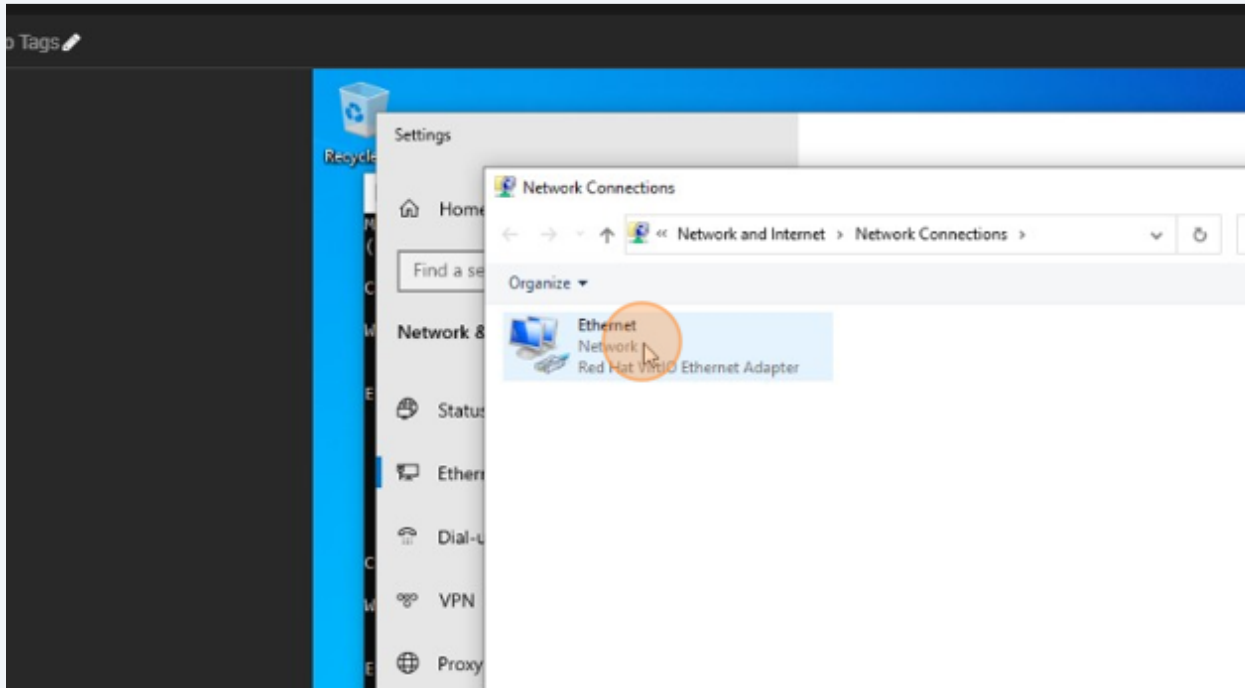 Tags
Settings
Network Connections
Home
Network and Internet > Network Connections >
Find a se
Organize
Ethernet
Network
Red Hat VirtIO Ethernet Adapter
Network &
Status
Ethern
Dial-u
VPN
Proxy